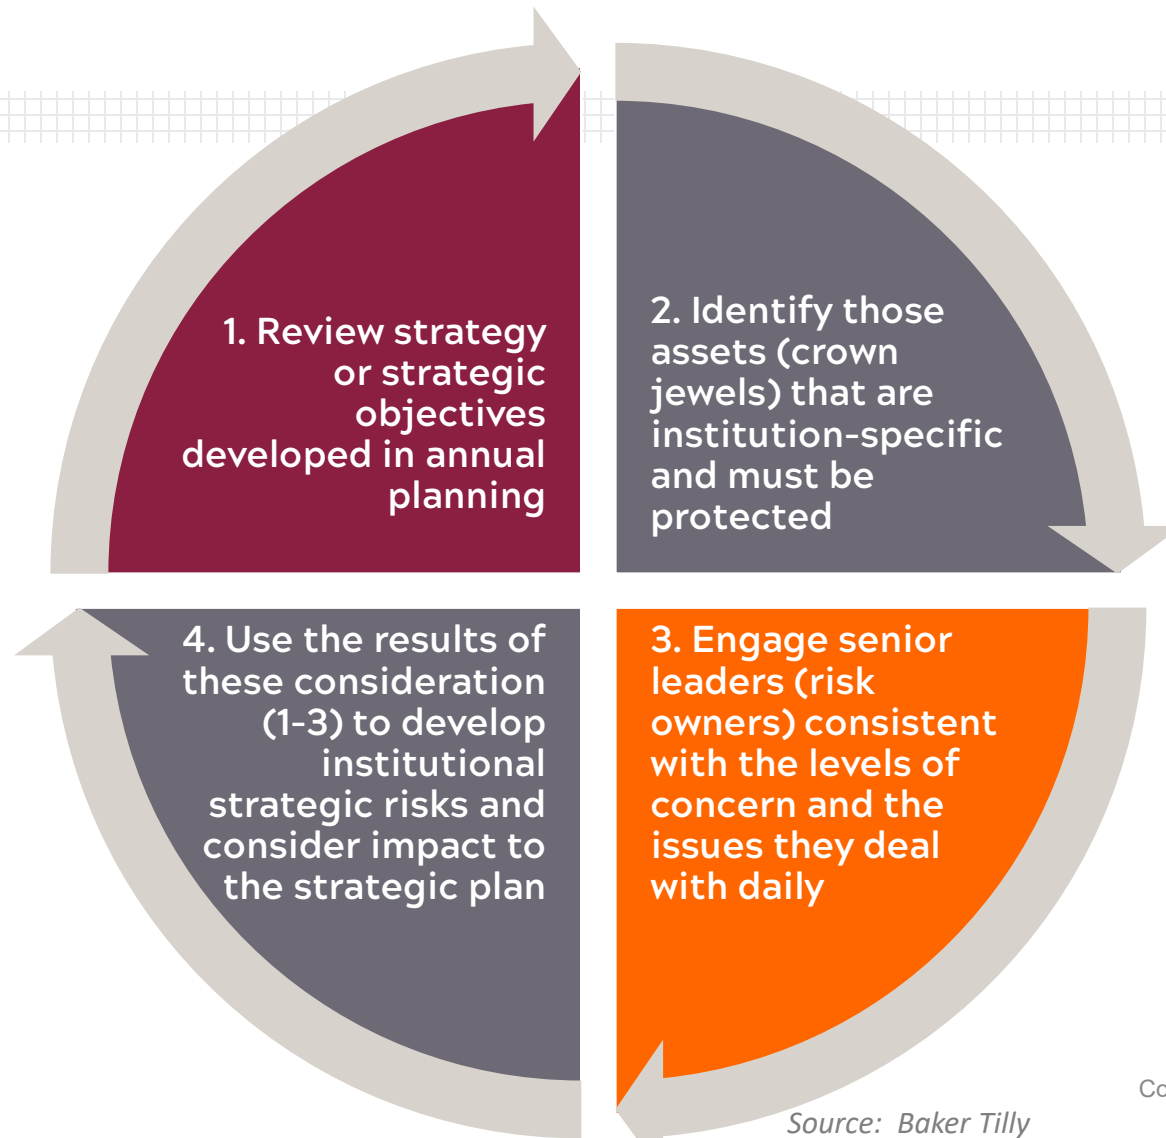 1. Review strategy
or strategic
objectives
developed in annual
planning
2. Identify those
assets (crown
jewels) that are
institution-specific
and must be
protected
3. Engage senior
leaders (risk
owners) consistent
with the levels of
concern and the
issues they deal
with daily
4. Use the results of
these consideration
(1-3) to develop
institutional
strategic risks and
consider impact to
the strategic plan
Co
Source: Baker Tilly